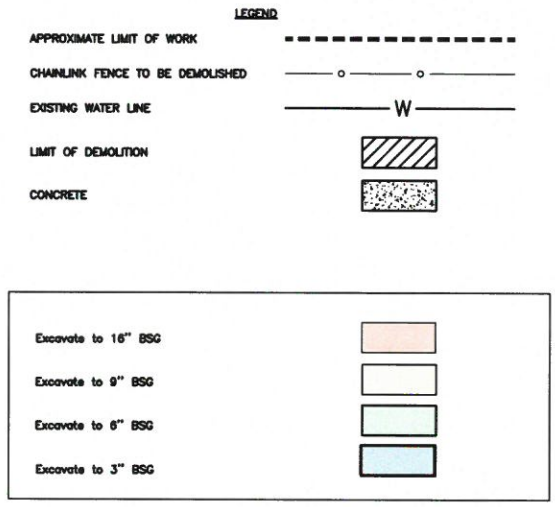 LEGEND
APPROXIMATE LIMIT OF WORK
CHAINLINK FENCE TO BE DEMOLISHED
EXISTING WATER LINE W
LIMIT OF DEMOLITION
CONCRETE
Excavate to 16" BSG
Excavate to 9" BSG
Excavate to 6" BSG
Excavate to 3" BSG